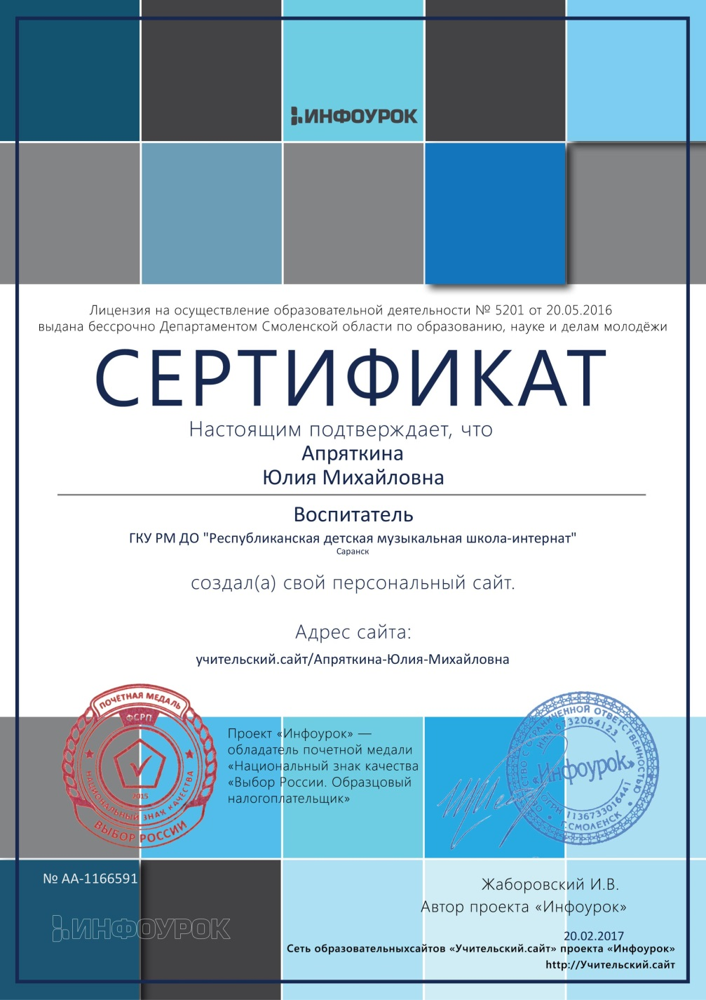 ИНФОУРОК
Лицензия на осуществление образовательной деятельности № 5201 от 20.05.2016
выдана бессрочно Департаментом Смоленской области по образованию, науке и делам молодёжи
СЕРТИФИКАТ
Настоящим подтверждает, что
Апряткина
Юлия Михайловна
Воспитатель
ГКУ РМ ДО "Республиканская детская музыкальная школа-интернат"
Саранск
создал(а) свой персональный сайт.
Адрес сайта:
учительский.сайт/Апряткина-Юлия-Михайловна
ПОЧЁТНАЯ МЕДАЛЬ
ФСРП
2015
НАЦИОНАЛЬНЫЙ ЗНАК КАЧЕСТВА
ВЫБОР РОССИИ
Проект «Инфоурок» —
обладатель почетной медали
«Национальный знак качества
«Выбор России. Образцовый
налогоплательщик»
ОБЩЕСТВО С ОГРАНИЧЕННОЙ ОТВЕТСТВЕННОСТЬЮ
ИНН 6732064123
«Инфоурок»
ОГРН 1136733016441
Г.СМОЛЕНСК
№ АА-1166591
ИНФОУРОК
Жаборовский И.В.
Автор проекта «Инфоурок»
20.02.2017
Сеть образовательныхсайтов «Учительский.сайт» проекта «Инфоурок»
http://Учительский.сайт